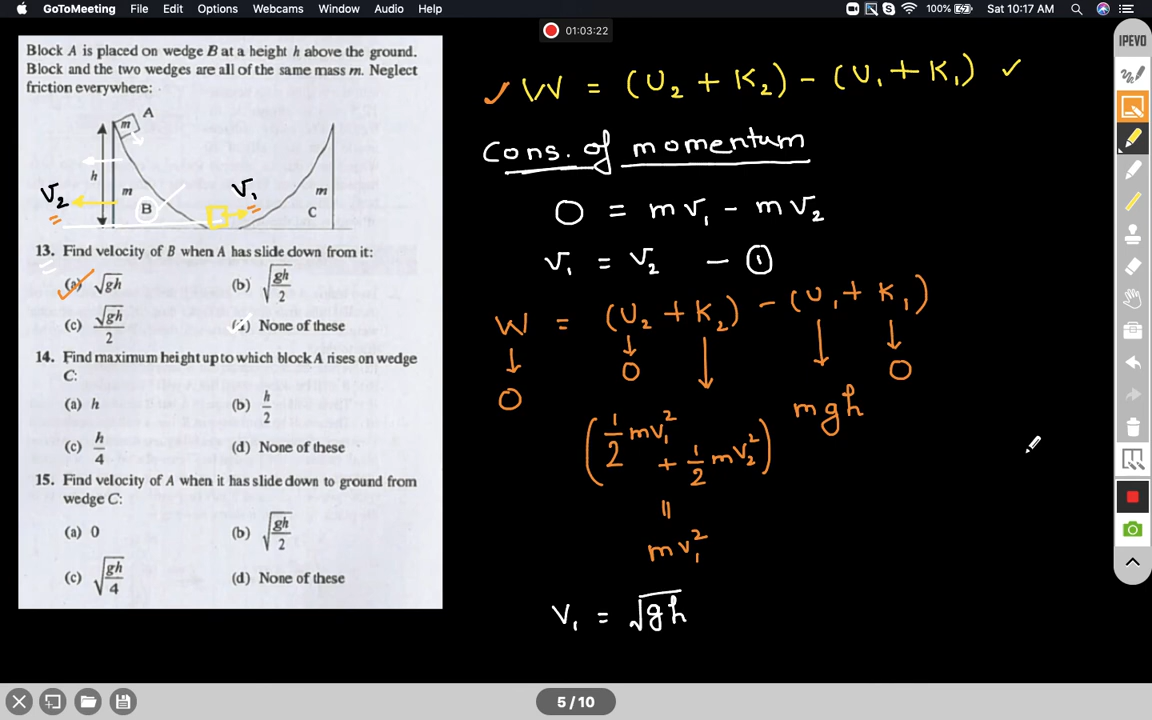 GoToMeeting File Edit Options Webcams Window Audio Help
100% Sat 10:17 AM
01:03:22
IPEVO
Block A is placed on wedge B at a height h above the ground.
Block and the two wedges are all of the same mass m. Neglect
friction everywhere:
A
m
h
m
B
m
C
V₂
V₁
13. Find velocity of B when A has slide down from it:
(a) √gh (b) √(gh/2)
(c) √gh/2 (d) None of these
14. Find maximum height upto which block A rises on wedge
C:
(a) h (b) h/2
(c) h/4 (d) None of these
15. Find velocity of A when it has slide down to ground from
wedge C:
(a) 0 (b) √(gh/2)
(c) √(gh/4) (d) None of these
✓ W = (U₂ + K₂) - (U₁ + K₁) ✓
Cons. of momentum
0 = mv₁ - mv₂
v₁ = v₂ - ①
W = (U₂ + K₂) - (U₁ + K₁)
↓ ↓ ↓ ↓ ↓
0 0 0
mgh
(1/2 mv₁² + 1/2 mv₂²)
||
mv₁²
v₁ = √gh
5 / 10